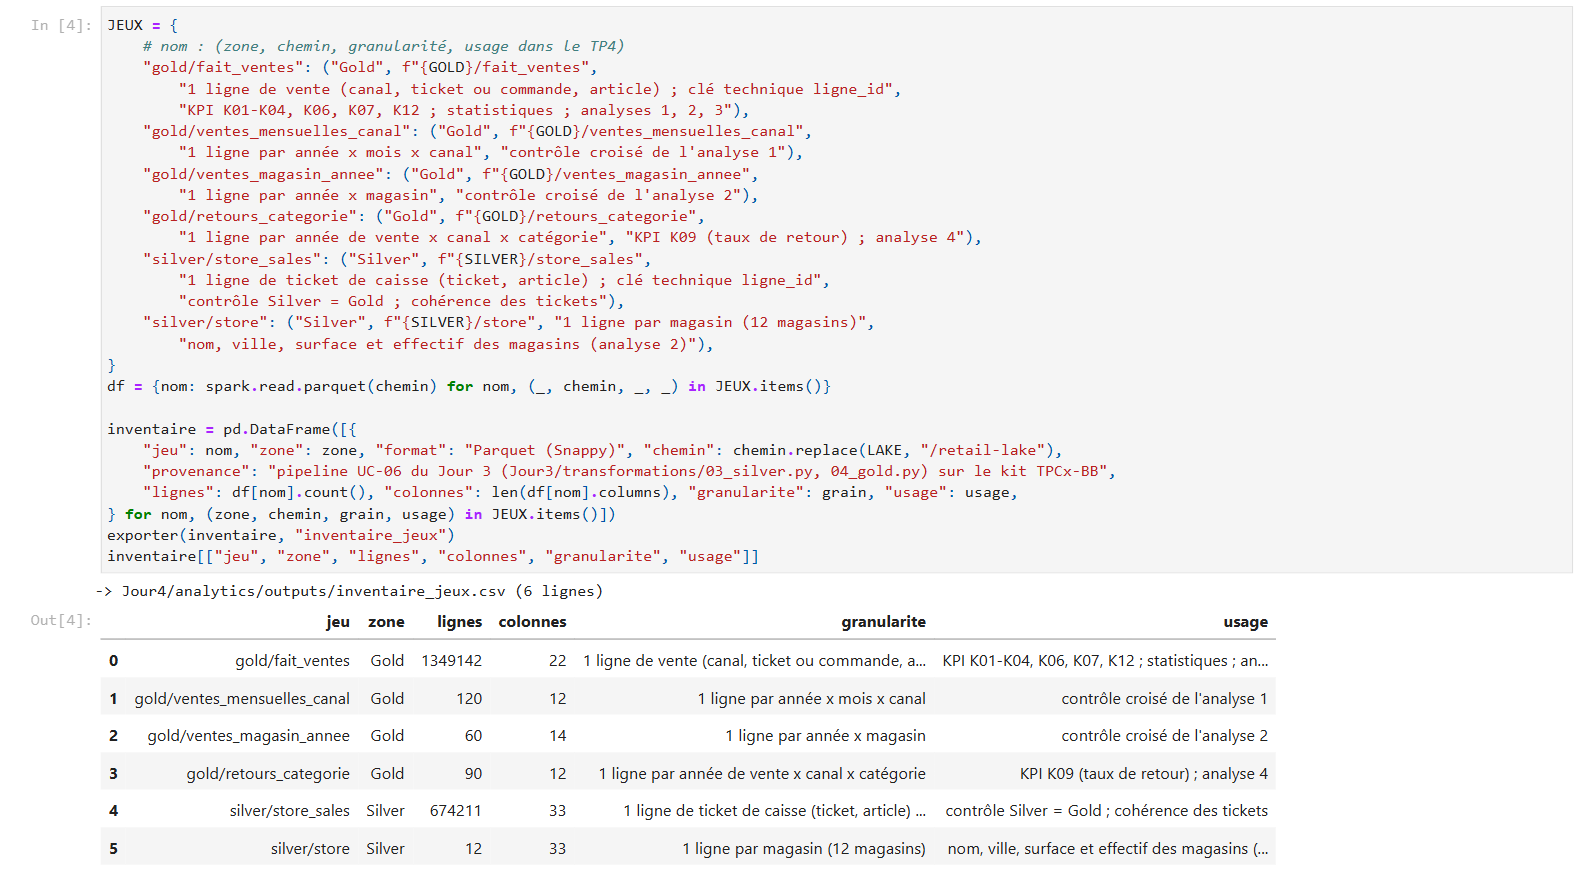 In [4]:
JEUX = {
    # nom : (zone, chemin, granularité, usage dans le TP4)
    "gold/fait_ventes": ("Gold", f"{GOLD}/fait_ventes",
        "1 ligne de vente (canal, ticket ou commande, article) ; clé technique ligne_id",
        "KPI K01-K04, K06, K07, K12 ; statistiques ; analyses 1, 2, 3"),
    "gold/ventes_mensuelles_canal": ("Gold", f"{GOLD}/ventes_mensuelles_canal",
        "1 ligne par année x mois x canal", "contrôle croisé de l'analyse 1"),
    "gold/ventes_magasin_annee": ("Gold", f"{GOLD}/ventes_magasin_annee",
        "1 ligne par année x magasin", "contrôle croisé de l'analyse 2"),
    "gold/retours_categorie": ("Gold", f"{GOLD}/retours_categorie",
        "1 ligne par année de vente x canal x catégorie", "KPI K09 (taux de retour) ; analyse 4"),
    "silver/store_sales": ("Silver", f"{SILVER}/store_sales",
        "1 ligne de ticket de caisse (ticket, article) ; clé technique ligne_id",
        "contrôle Silver = Gold ; cohérence des tickets"),
    "silver/store": ("Silver", f"{SILVER}/store", "1 ligne par magasin (12 magasins)",
        "nom, ville, surface et effectif des magasins (analyse 2)"),
}
df = {nom: spark.read.parquet(chemin) for nom, (_, chemin, _, _) in JEUX.items()}
inventaire = pd.DataFrame([{
    "jeu": nom, "zone": zone, "format": "Parquet (Snappy)", "chemin": chemin.replace(LAKE, "/retail-lake"),
    "provenance": "pipeline UC-06 du Jour 3 (Jour3/transformations/03_silver.py, 04_gold.py) sur le kit TPCx-BB",
    "lignes": df[nom].count(), "colonnes": len(df[nom].columns), "granularite": grain, "usage": usage,
} for nom, (zone, chemin, grain, usage) in JEUX.items()])
exporter(inventaire, "inventaire_jeux")
inventaire[["jeu", "zone", "lignes", "colonnes", "granularite", "usage"]]
-> Jour4/analytics/outputs/inventaire_jeux.csv (6 lignes)
Out[4]:
jeu zone lignes colonnes granularite usage
0 gold/fait_ventes Gold 1349142 22 1 ligne de vente (canal, ticket ou commande, a... KPI K01-K04, K06, K07, K12 ; statistiques ; an...
1 gold/ventes_mensuelles_canal Gold 120 12 1 ligne par année x mois x canal contrôle croisé de l'analyse 1
2 gold/ventes_magasin_annee Gold 60 14 1 ligne par année x magasin contrôle croisé de l'analyse 2
3 gold/retours_categorie Gold 90 12 1 ligne par année de vente x canal x catégorie KPI K09 (taux de retour) ; analyse 4
4 silver/store_sales Silver 674211 33 1 ligne de ticket de caisse (ticket, article) ... contrôle Silver = Gold ; cohérence des tickets
5 silver/store Silver 12 33 1 ligne par magasin (12 magasins) nom, ville, surface et effectif des magasins (...